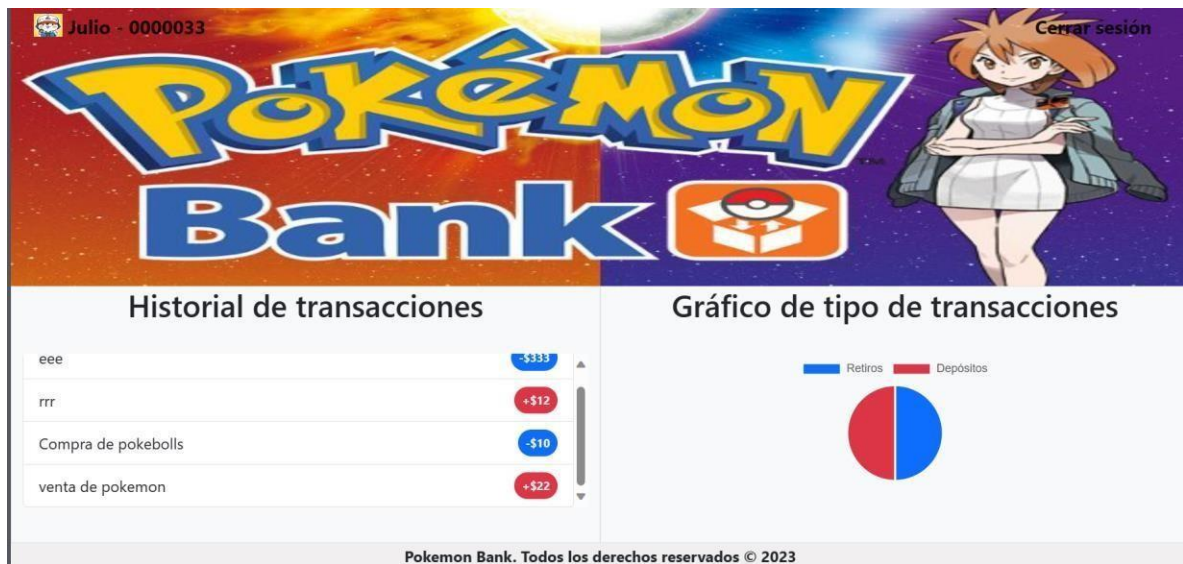 Julio - 0000033
Cerrar sesión
POKÉMON
TM
Bank
Historial de transacciones
eee
-$333
rrr
+$12
Compra de pokebolls
-$10
venta de pokemon
+$22
Gráfico de tipo de transacciones
Retiros
Depósitos
Pokemon Bank. Todos los derechos reservados © 2023